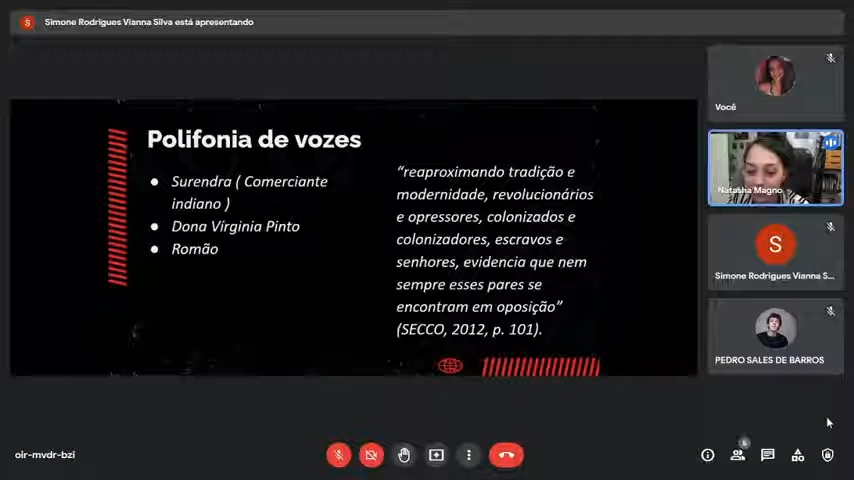 Simone Rodrigues Vianna Silva está apresentando
Polifonia de vozes
Surendra ( Comerciante
indiano )
Dona Vírginia Pinto
Romão
“reaproximando tradição e
modernidade, revolucionários
e opressores, colonizados e
colonizadores, escravos e
senhores, evidencia que nem
sempre esses pares se
encontram em oposição”
(SECCO, 2012, p. 101).
Você
Natasha Magno
S
Simone Rodrigues Vianna S...
PEDRO SALES DE BARROS
oir-mvdr-bzi